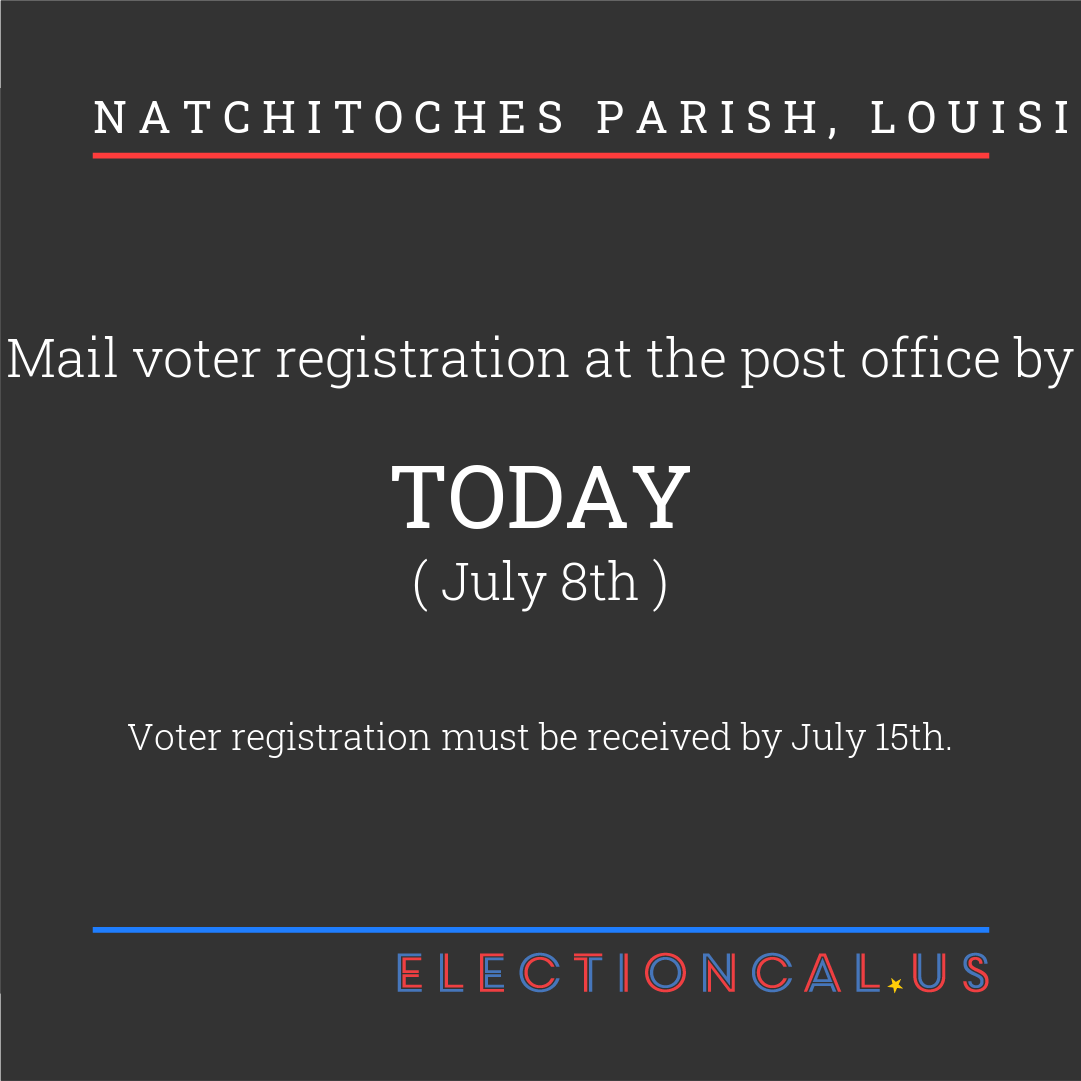 NATCHITOCHES PARISH, LOUISI
Mail voter registration at the post office by
TODAY
( July 8th )
Voter registration must be received by July 15th.
ELECTIONCAL.US